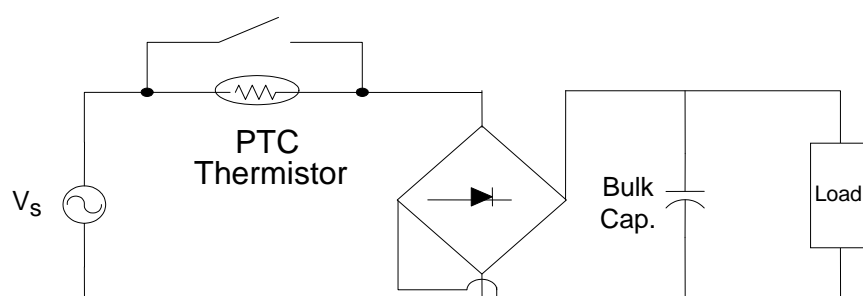 PTC
Thermistor
Vs
Bulk
Cap.
Load